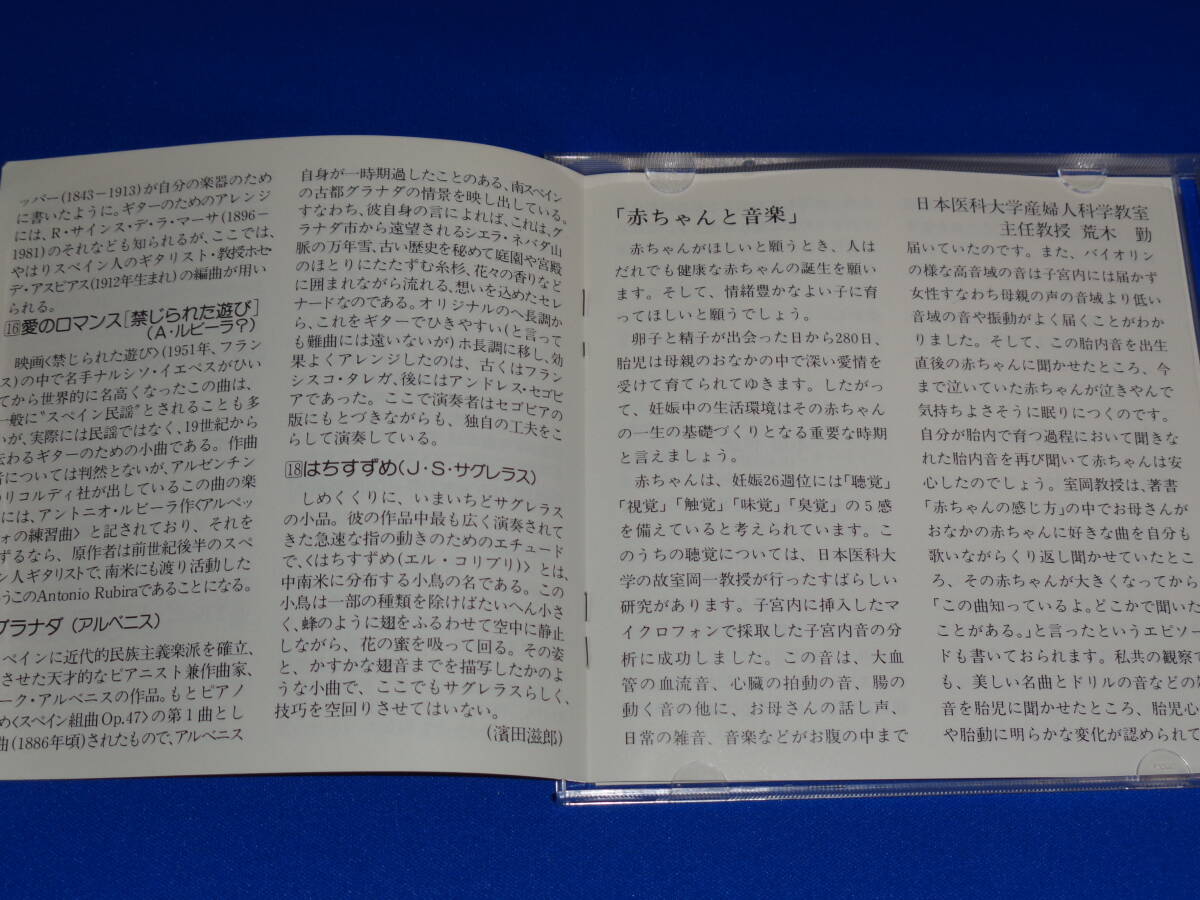 ッパー(1843－1913)が自分の楽器のため
に書いたように。ギターのためのアレンジ
には、R・サインス・デ・ラ・マーサ(1896－
1981)のそれなども知られるが、ここでは、
やはりスペイン人のギタリスト・教授ホセ・
デ・アスピアス(1912年生まれ)の編曲が用い
られる。
16愛のロマンス[禁じられた遊び]
(A・ルビーラ?)
映画〈禁じられた遊び〉(1951年、フラン
ス)の中で名手ナルシソ・イエペスがひい
てから世界的に名高くなったこの曲は、
一般に“スペイン民謡”とされることも多
いが、実際には民謡ではなく、19世紀から
伝わるギターのための小曲である。作曲
者については判然とないが、アルゼンチン
のリコルディ社が出しているこの曲の楽
には、アントニオ・ルビーラ作〈アルペッ
ォの練習曲〉と記されており、それを
ずるなら、原作者は前世紀後半のスペ
ン人ギタリストで、南米にも渡り活動した
うこのAntonio Rubiraであることになる。
グラナダ(アルベニス)
ペインに近代的民族主義楽派を確立、
させた天才的なピアニスト兼作曲家、
ーク・アルベニスの作品。もとピアノ
め〈スペイン組曲Op.47〉の第1曲とし
曲(1886年頃)されたもので、アルベニス
自身が一時期過したことのある、南スペイン
の古都グラナダの情景を映し出している。
すなわち、彼自身の言によれば、これは、グ
ラナダ市から遠望されるシエラ・ネバダ山
脈の万年雪、古い歴史を秘めて庭園や宮殿
のほとりにたたずむ糸杉、花々の香りなど
に囲まれながら流れる、想いを込めたセレ
ナードなのである。オリジナルのヘ長調か
ら、これをギターでひきやすい(と言って
も難曲には遠いないが)ホ長調に移し、効
果よくアレンジしたのは、古くはフラン
シスコ・タレガ、後にはアンドレス・セゴビ
アであった。ここで演奏者はセゴビアの
版にもとづきながらも、独自の工夫をこ
らして演奏している。
18はちすずめ(J・S・サグレラス)
しめくくりに、いまいちどサグレラス
の小品。彼の作品中最も広く演奏されて
きた急速な指の動きのためのエチュード
で、〈はちすずめ(エル・コリブリ)〉とは、
中南米に分布する小鳥の名である。この
小鳥は一部の種類を除けばたいへん小さ
く、蜂のように翅をふるわせて空中に静止
しながら、花の蜜を吸って回る。その姿
と、かすかな翅音までを描写したかのよ
うな小曲で、ここでもサグレラスらしく、
技巧を空回りさせてはいない。
(濱田滋郎)
「赤ちゃんと音楽」
日本医科大学産婦人科学教室
主任教授 荒木 勤
赤ちゃんがほしいと願うとき、人は
だれでも健康な赤ちゃんの誕生を願い
ます。そして、情緒豊かなよい子に育
ってほしいと願うでしょう。
卵子と精子が出会った日から280日、
胎児は母親のおなかの中で深い愛情を
受けて育てられてゆきます。したがっ
て、妊娠中の生活環境はその赤ちゃん
の一生の基礎づくりとなる重要な時期
と言えましょう。
赤ちゃんは、妊娠26週位には「聴覚」
「視覚」「触覚」「味覚」「臭覚」の5感
を備えていると考えられています。こ
のうちの聴覚については、日本医科大
学の故室岡一教授が行ったすばらしい
研究があります。子宮内に挿入したマ
イクロフォンで採取した子宮内音の分
析に成功しました。この音は、大血
管の血流音、心臓の拍動の音、腸の
動く音の他に、お母さんの話し声、
日常の雑音、音楽などがお腹の中まで
届いていたのです。また、バイオリン
の様な高音域の音は子宮内には届かず
女性すなわち母親の声の音域より低い
音域の音や振動がよく届くことがわか
りました。そして、この胎内音を出生
直後の赤ちゃんに聞かせたところ、今
まで泣いていた赤ちゃんが泣きやんで
気持ちよさそうに眠りにつくのです。
自分が胎内で育つ過程において聞きな
れた胎内音を再び聞いて赤ちゃんは安
心したのでしょう。室岡教授は、著書
「赤ちゃんの感じ方」の中でお母さんが
おなかの赤ちゃんに好きな曲を自分も
歌いながらくり返し聞かせていたとこ
ろ、その赤ちゃんが大きくなってから
「この曲知っているよ。どこかで聞いた
ことがある。」と言ったというエピソー
ドも書いておられます。私共の観察で
も、美しい名曲とドリルの音などの
音を胎児に聞かせたところ、胎児心
や胎動に明らかな変化が認められて